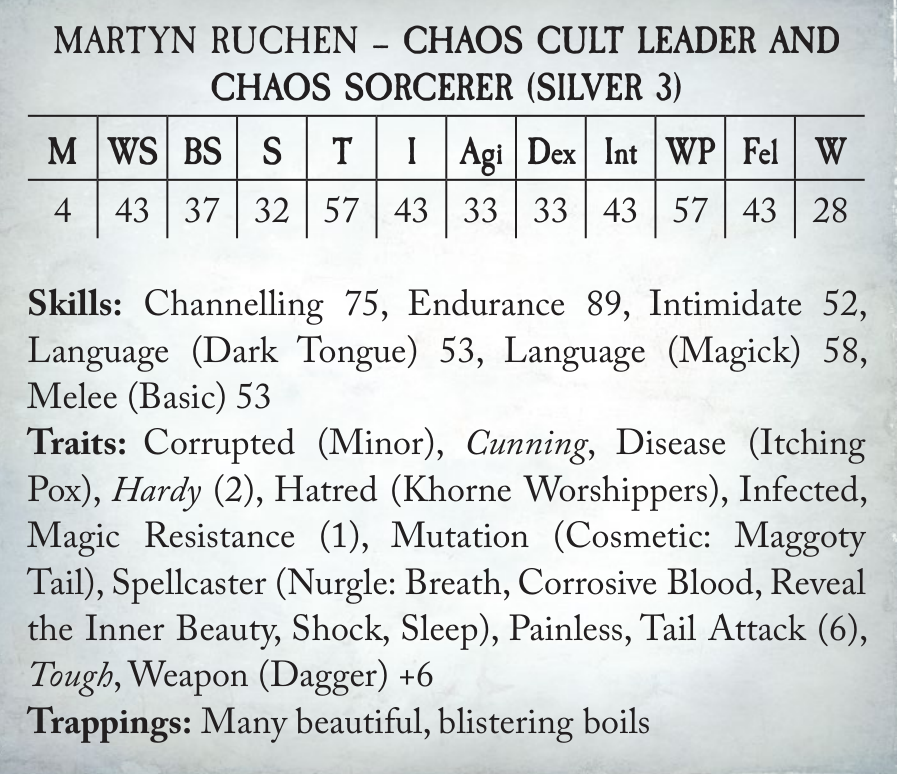 MARTYN RUCHEN – CHAOS CULT LEADER AND
CHAOS SORCERER (SILVER 3)
M WS BS S T I Agi Dex Int WP Fel W
4 43 37 32 57 43 33 33 43 57 43 28
Skills: Channelling 75, Endurance 89, Intimidate 52,
Language (Dark Tongue) 53, Language (Magick) 58,
Melee (Basic) 53
Traits: Corrupted (Minor), Cunning, Disease (Itching
Pox), Hardy (2), Hatred (Khorne Worshippers), Infected,
Magic Resistance (1), Mutation (Cosmetic: Maggoty
Tail), Spellcaster (Nurgle: Breath, Corrosive Blood, Reveal
the Inner Beauty, Shock, Sleep), Painless, Tail Attack (6),
Tough, Weapon (Dagger) +6
Trappings: Many beautiful, blistering boils